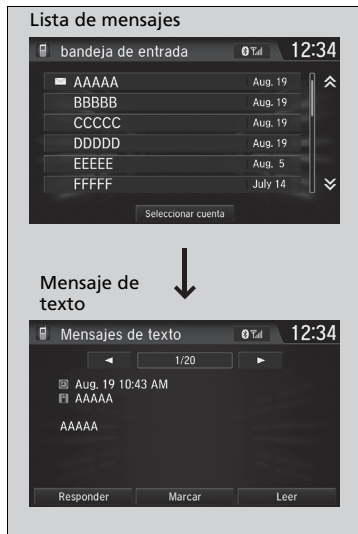 Lista de mensajes
bandeja de entrada 12:34
AAAAA Aug. 19
BBBBB Aug. 19
CCCCC Aug. 19
DDDDD Aug. 19
EEEEE Aug. 5
FFFFF July 14
Seleccionar cuenta
Mensaje de
texto
Mensajes de texto 12:34
1/20
Aug. 19 10:43 AM
AAAAA
AAAAA
Responder Marcar Leer